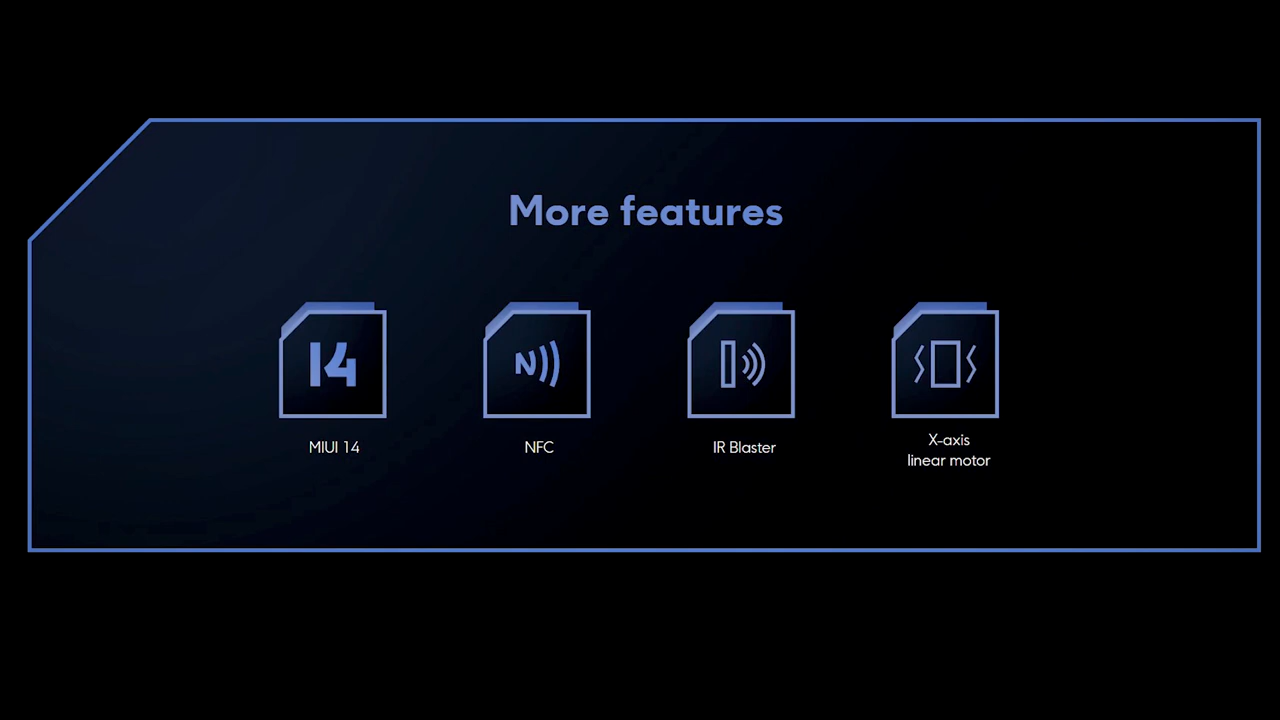 More features
14
N
MIUI 14
NFC
IR Blaster
X-axis
linear motor